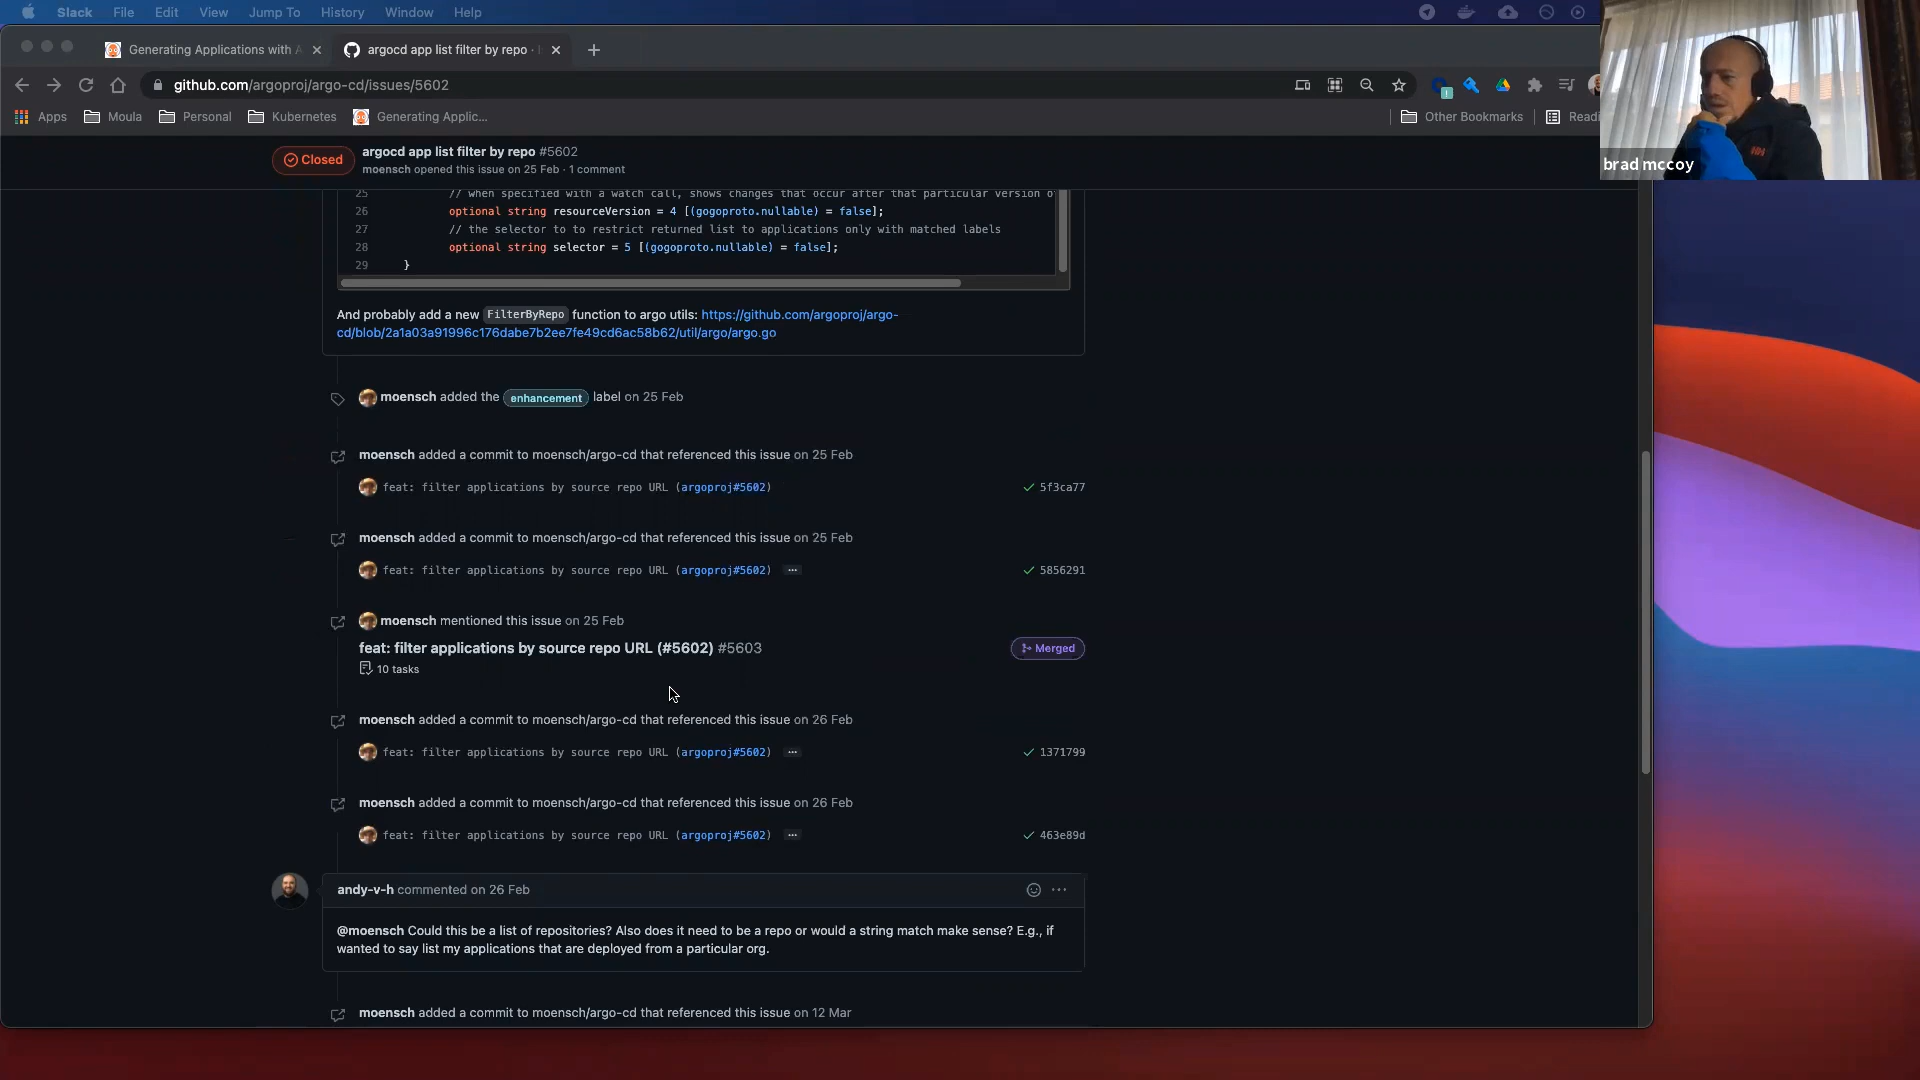 Slack File Edit View Jump To History Window Help
Generating Applications with A
argocd app list filter by repo ·
github.com/argoproj/argo-cd/issues/5602
Apps Moula Personal Kubernetes Generating Applic... Other Bookmarks
brad mccoy
Closed
argocd app list filter by repo #5602
moensch opened this issue on 25 Feb · 1 comment
25 // when specified with a watch call, shows changes that occur after that particular version o
26 optional string resourceVersion = 4 [(gogoproto.nullable) = false];
27 // the selector to to restrict returned list to applications only with matched labels
28 optional string selector = 5 [(gogoproto.nullable) = false];
29 }
And probably add a new FilterByRepo function to argo utils: https://github.com/argoproj/argo-
cd/blob/2a1a03a91996c176dabe7b2ee7fe49cd6ac58b62/util/argo/argo.go
moensch added the enhancement label on 25 Feb
moensch added a commit to moensch/argo-cd that referenced this issue on 25 Feb
feat: filter applications by source repo URL (argoproj#5602) 5f3ca77
moensch added a commit to moensch/argo-cd that referenced this issue on 25 Feb
feat: filter applications by source repo URL (argoproj#5602) ... 5856291
moensch mentioned this issue on 25 Feb
feat: filter applications by source repo URL (#5602) #5603 Merged
10 tasks
moensch added a commit to moensch/argo-cd that referenced this issue on 26 Feb
feat: filter applications by source repo URL (argoproj#5602) ... 1371799
moensch added a commit to moensch/argo-cd that referenced this issue on 26 Feb
feat: filter applications by source repo URL (argoproj#5602) ... 463e89d
andy-v-h commented on 26 Feb
@moensch Could this be a list of repositories? Also does it need to be a repo or would a string match make sense? E.g., if
wanted to say list my applications that are deployed from a particular org.
moensch added a commit to moensch/argo-cd that referenced this issue on 12 Mar